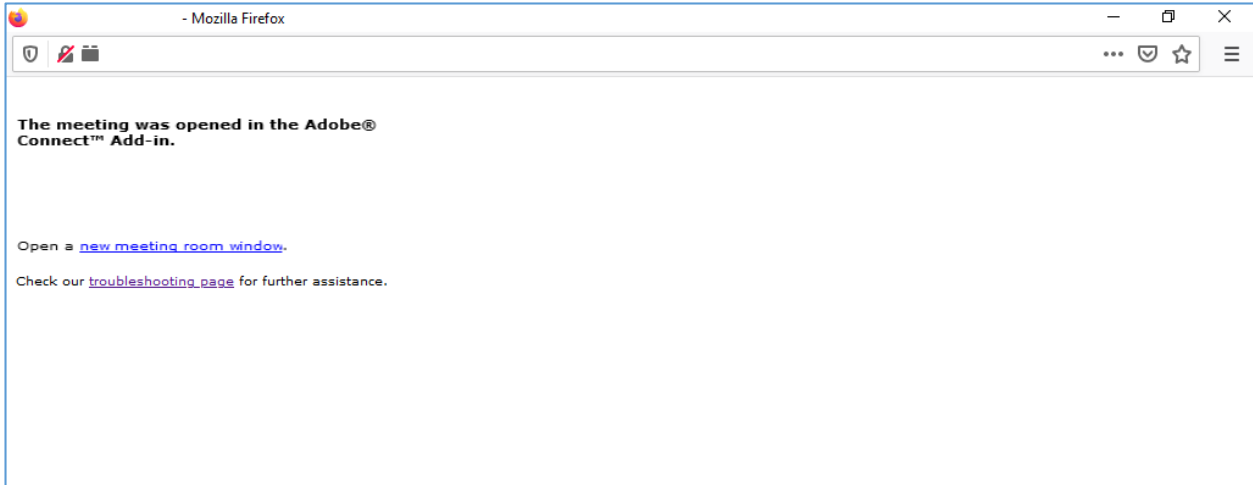 - Mozilla Firefox
The meeting was opened in the Adobe®
Connect™ Add-in.
Open a new meeting room window.
Check our troubleshooting page for further assistance.